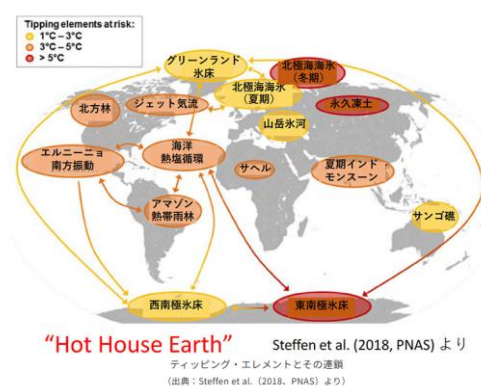 Tipping elements at risk:
1°C – 3°C
3°C – 5°C
> 5°C
グリーンランド
氷床
北極海海氷
(冬期)
北極海海氷
(夏期)
北方林
ジェット気流
永久凍土
山岳氷河
エルニーニョ
南方振動
海洋
熱塩循環
サヘル
夏期インド
モンスーン
アマゾン
熱帯雨林
サンゴ礁
西南極氷床
東南極氷床
“Hot House Earth”
Steffen et al. (2018, PNAS) より
ティッピング・エレメントとその連鎖
(出典:Steffen et al.(2018、PNAS)より)